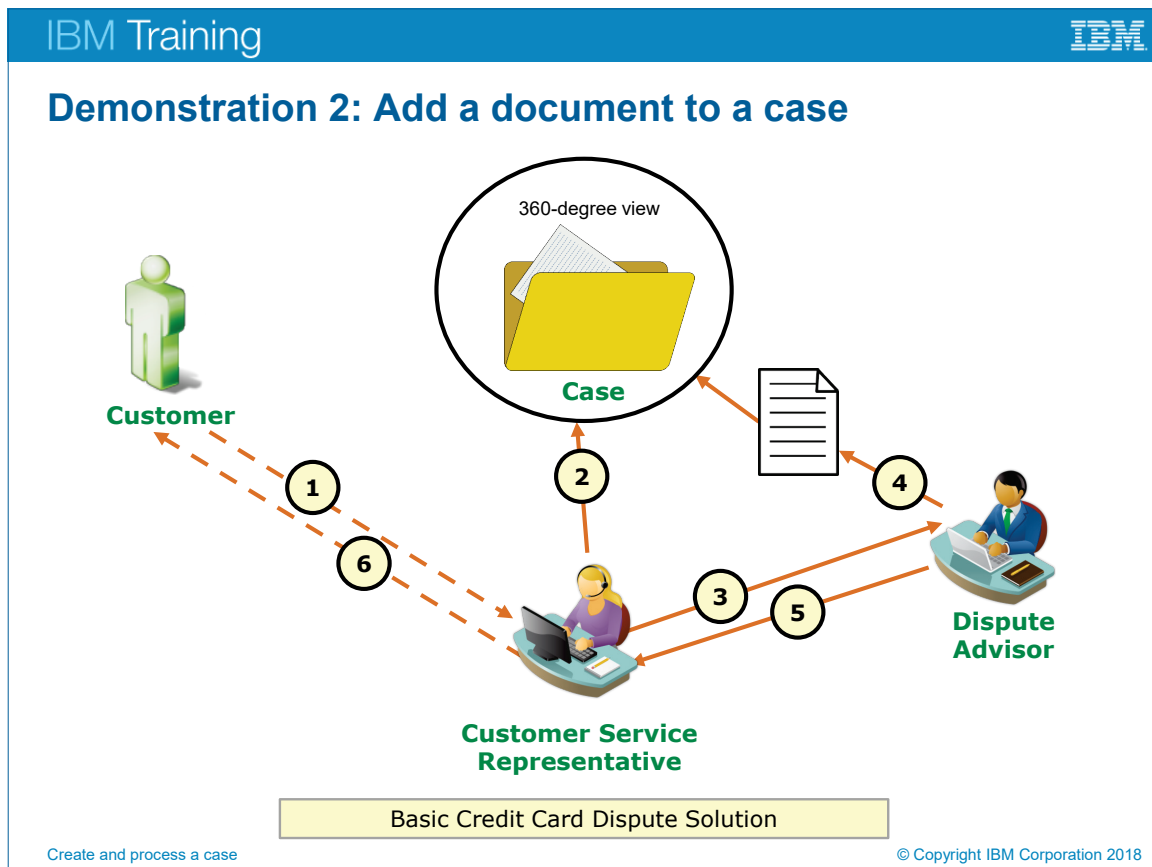 IBM Training
IBM
Demonstration 2: Add a document to a case
360-degree view
Case
Customer
1
2
4
6
3
5
Dispute
Advisor
Customer Service
Representative
Basic Credit Card Dispute Solution
Create and process a case
© Copyright IBM Corporation 2018